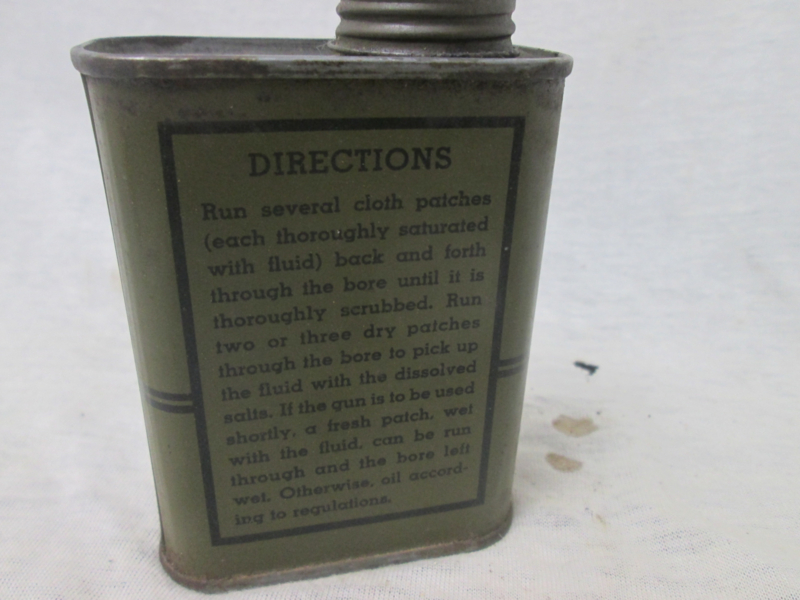 DIRECTIONS
Run several cloth patches
(each thoroughly saturated
with fluid) back and forth
through the bore until it is
thoroughly scrubbed. Run
two or three dry patches
through the bore to pick up
the fluid with the dissolved
salts. If the gun is to be used
shortly, a fresh patch, wet
with the fluid, can be run
through and the bore left
wet. Otherwise, oil accord-
ing to regulations.